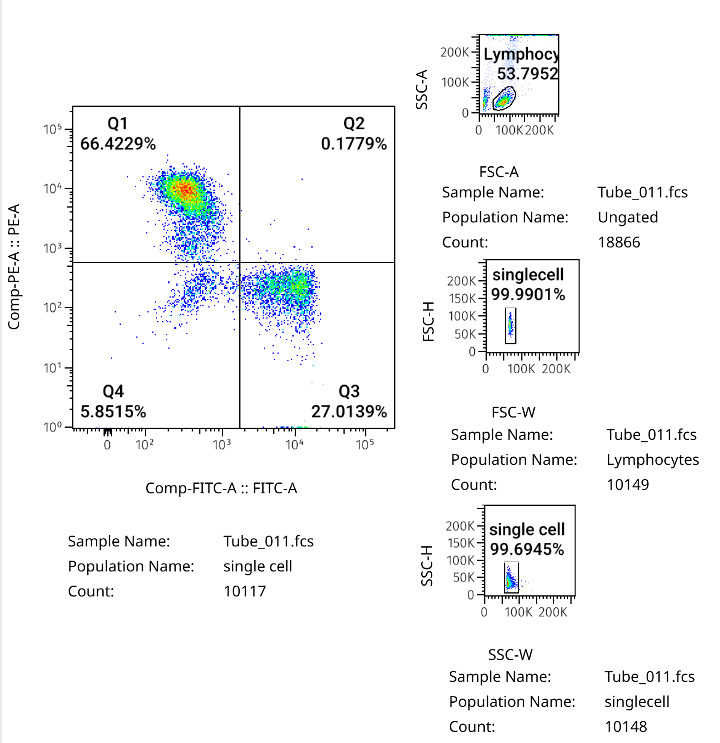 Q1
66.4229%
Q2
0.1779%
Q4
5.8515%
Q3
27.0139%
10⁵
10⁴
10³
10²
10¹
10⁰
0
10²
10³
10⁴
10⁵
Comp-PE-A :: PE-A
Comp-FITC-A :: FITC-A
Sample Name: Tube_011.fcs
Population Name: single cell
Count: 10117
Lymphocy
53.7952
200K
100K
0
0 100K 200K
SSC-A
FSC-A
Sample Name: Tube_011.fcs
Population Name: Ungated
Count: 18866
singlecell
99.9901%
200K
150K
100K
50K
0
0 100K 200K
FSC-H
FSC-W
Sample Name: Tube_011.fcs
Population Name: Lymphocytes
Count: 10149
single cell
99.6945%
200K
150K
100K
50K
0
0 100K 200K
SSC-H
SSC-W
Sample Name: Tube_011.fcs
Population Name: singlecell
Count: 10148